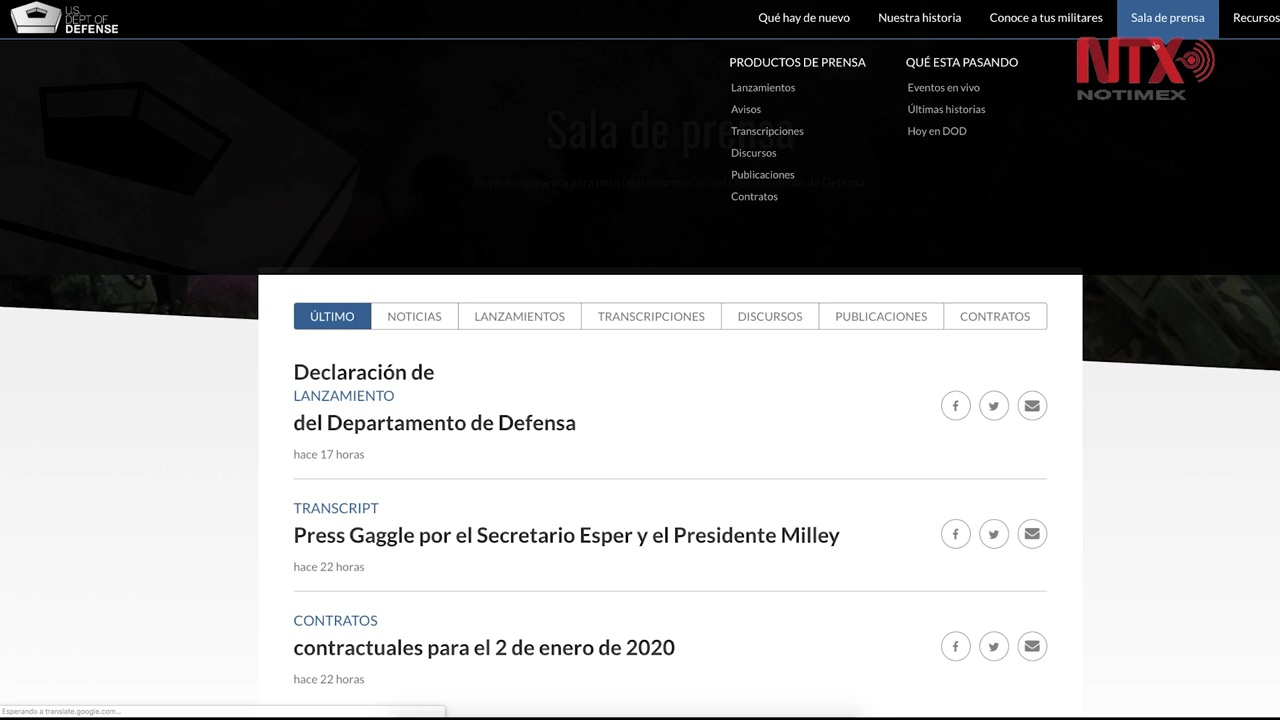 U.S.
DEPT OF
DEFENSE
Qué hay de nuevo
Nuestra historia
Conoce a tus militares
Sala de prensa
Recursos
NTX
NOTIMEX
PRODUCTOS DE PRENSA
Lanzamientos
Avisos
Transcripciones
Discursos
Publicaciones
Contratos
QUÉ ESTA PASANDO
Eventos en vivo
Últimas historias
Hoy en DOD
Sala de prensa
ÚLTIMO
NOTICIAS
LANZAMIENTOS
TRANSCRIPCIONES
DISCURSOS
PUBLICACIONES
CONTRATOS
Declaración de
LANZAMIENTO
del Departamento de Defensa
hace 17 horas
TRANSCRIPT
Press Gaggle por el Secretario Esper y el Presidente Milley
hace 22 horas
CONTRATOS
contractuales para el 2 de enero de 2020
hace 22 horas
Esperando a translate.google.com...